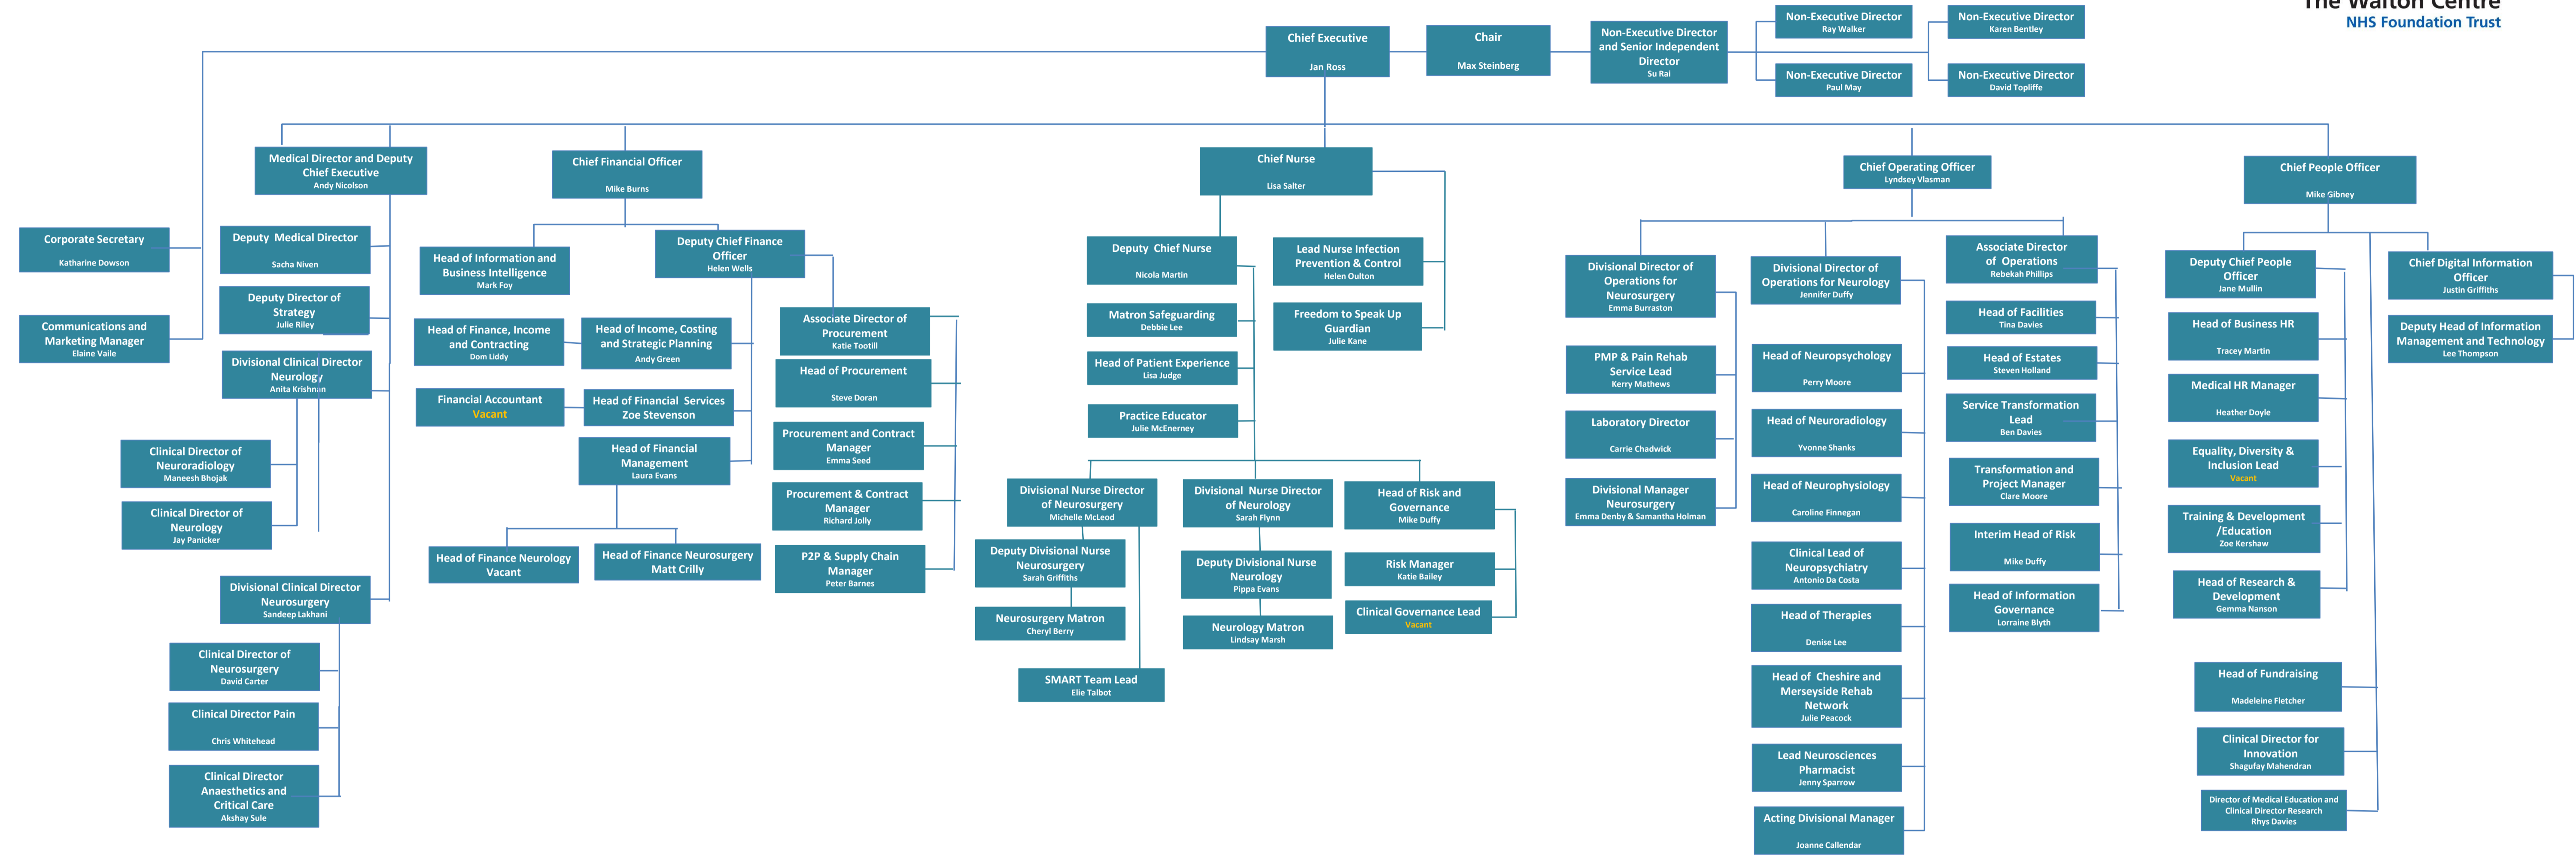 The Walton Centre
NHS Foundation Trust
Chief Executive
Jan Ross
Chair
Max Steinberg
Non-Executive Director
and Senior Independent
Director
Su Rai
Non-Executive Director
Ray Walker
Non-Executive Director
Karen Bentley
Non-Executive Director
Paul May
Non-Executive Director
David Topliffe
Corporate Secretary
Katharine Dowson
Communications and
Marketing Manager
Elaine Vaile
Medical Director and Deputy
Chief Executive
Andy Nicolson
Deputy  Medical Director
Sacha Niven
Deputy Director of
Strategy
Julie Riley
Divisional Clinical Director
Neurology
Anita Krishnan
Clinical Director of
Neuroradiology
Maneesh Bhojak
Clinical Director of
Neurology
Jay Panicker
Divisional Clinical Director
Neurosurgery
Sandeep Lakhani
Clinical Director of
Neurosurgery
David Carter
Clinical Director Pain
Chris Whitehead
Clinical Director
Anaesthetics and
Critical Care
Akshay Sule
Chief Financial Officer
Mike Burns
Head of Information and
Business Intelligence
Mark Foy
Deputy Chief Finance
Officer
Helen Wells
Head of Finance, Income
and Contracting
Dom Liddy
Head of Income, Costing
and Strategic Planning
Andy Green
Financial Accountant
Vacant
Head of Financial  Services
Zoe Stevenson
Head of Financial
Management
Laura Evans
Head of Finance Neurology
Vacant
Head of Finance Neurosurgery
Matt Crilly
Associate Director of
Procurement
Katie Tootill
Head of Procurement
Steve Doran
Procurement and Contract
Manager
Emma Seed
Procurement & Contract
Manager
Richard Jolly
P2P & Supply Chain
Manager
Peter Barnes
Chief Nurse
Lisa Salter
Deputy  Chief Nurse
Nicola Martin
Matron Safeguarding
Debbie Lee
Head of Patient Experience
Lisa Judge
Practice Educator
Julie McEnerney
Lead Nurse Infection
Prevention & Control
Helen Oulton
Freedom to Speak Up
Guardian
Julie Kane
Divisional Nurse Director
of Neurosurgery
Michelle McLeod
Deputy Divisional Nurse
Neurosurgery
Sarah Griffiths
Neurosurgery Matron
Cheryl Berry
SMART Team Lead
Elie Talbot
Divisional  Nurse Director
of Neurology
Sarah Flynn
Deputy Divisional Nurse
Neurology
Pippa Evans
Neurology Matron
Lindsay Marsh
Head of Risk and
Governance
Mike Duffy
Risk Manager
Katie Bailey
Clinical Governance Lead
Vacant
Chief Operating Officer
Lyndsey Vlasman
Divisional Director of
Operations for
Neurosurgery
Emma Burraston
PMP & Pain Rehab
Service Lead
Kerry Mathews
Laboratory Director
Carrie Chadwick
Divisional Manager
Neurosurgery
Emma Denby & Samantha Holman
Divisional Director of
Operations for Neurology
Jennifer Duffy
Head of Neuropsychology
Perry Moore
Head of Neuroradiology
Yvonne Shanks
Head of Neurophysiology
Caroline Finnegan
Clinical Lead of
Neuropsychiatry
Antonio Da Costa
Head of Therapies
Denise Lee
Head of  Cheshire and
Merseyside Rehab
Network
Julie Peacock
Lead Neurosciences
Pharmacist
Jenny Sparrow
Acting Divisional Manager
Joanne Callendar
Associate Director
of  Operations
Rebekah Phillips
Head of Facilities
Tina Davies
Head of Estates
Steven Holland
Service Transformation
Lead
Ben Davies
Transformation and
Project Manager
Clare Moore
Interim Head of Risk
Mike Duffy
Head of Information
Governance
Lorraine Blyth
Chief People Officer
Mike Gibney
Deputy Chief People
Officer
Jane Mullin
Head of Business HR
Tracey Martin
Medical HR Manager
Heather Doyle
Equality, Diversity &
Inclusion Lead
Vacant
Training & Development
/Education
Zoe Kershaw
Head of Research &
Development
Gemma Nanson
Chief Digital Information
Officer
Justin Griffiths
Deputy Head of Information
Management and Technology
Lee Thompson
Head of Fundraising
Madeleine Fletcher
Clinical Director for
Innovation
Shagufay Mahendran
Director of Medical Education and
Clinical Director Research
Rhys Davies